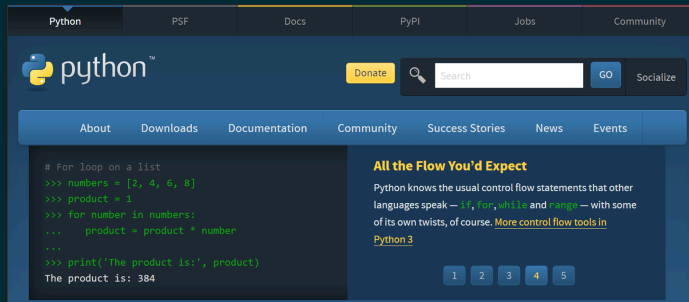 Python PSF Docs PyPI Jobs Community
python™
Donate Search GO Socialize
About Downloads Documentation Community Success Stories News Events
# For loop on a list
>>> numbers = [2, 4, 6, 8]
>>> product = 1
>>> for number in numbers:
...    product = product * number
...
>>> print('The product is:', product)
The product is: 384
All the Flow You’d Expect
Python knows the usual control flow statements that other
languages speak — if, for, while and range — with some
of its own twists, of course. More control flow tools in
Python 3
1 2 3 4 5